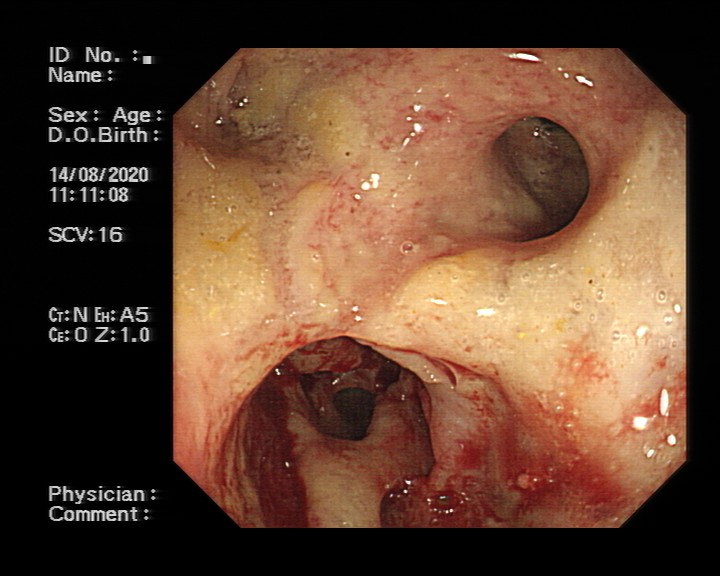 ID No. :
Name:
Sex: Age:
D.O.Birth:
14/08/2020
11:11:08
SCV:16
CT:N EH:A5
CE:0 Z:1.0
Physician:
Comment: